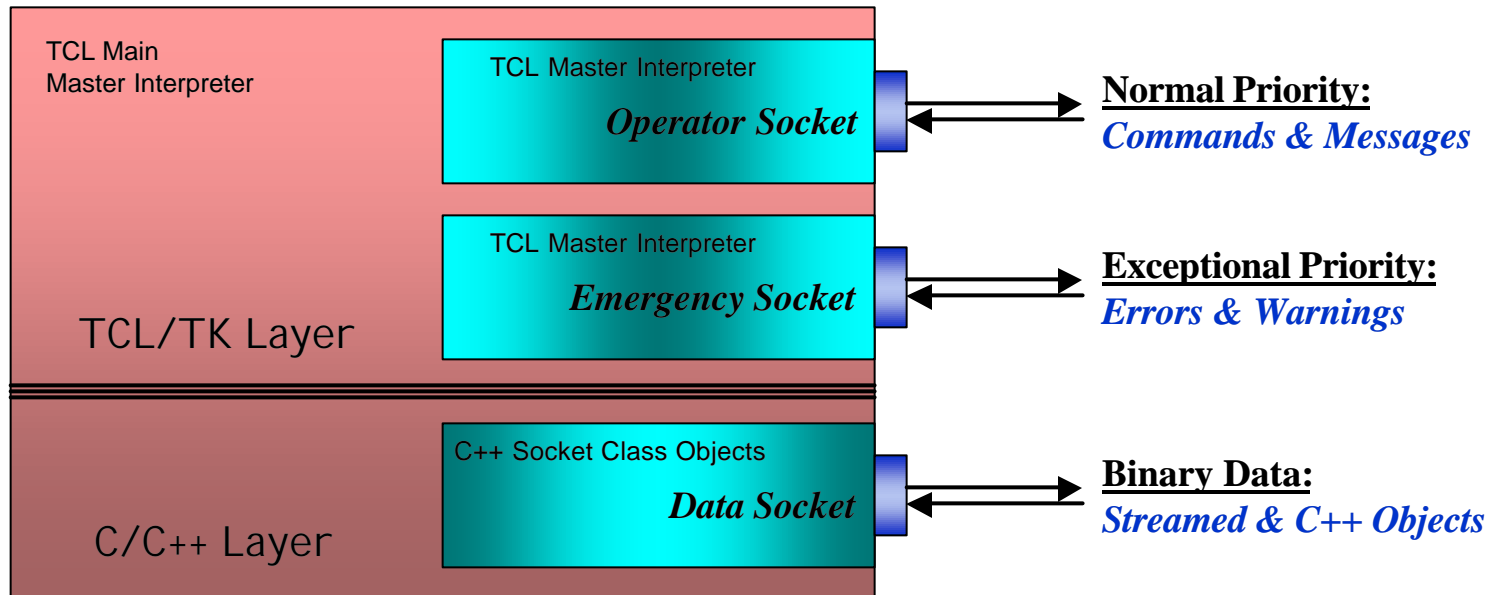 TCL Main
Master Interpreter
TCL Master Interpreter
Operator Socket
Normal Priority:
Commands & Messages
TCL Master Interpreter
Emergency Socket
Exceptional Priority:
Errors & Warnings
TCL/TK Layer
C++ Socket Class Objects
Data Socket
Binary Data:
Streamed & C++ Objects
C/C++ Layer